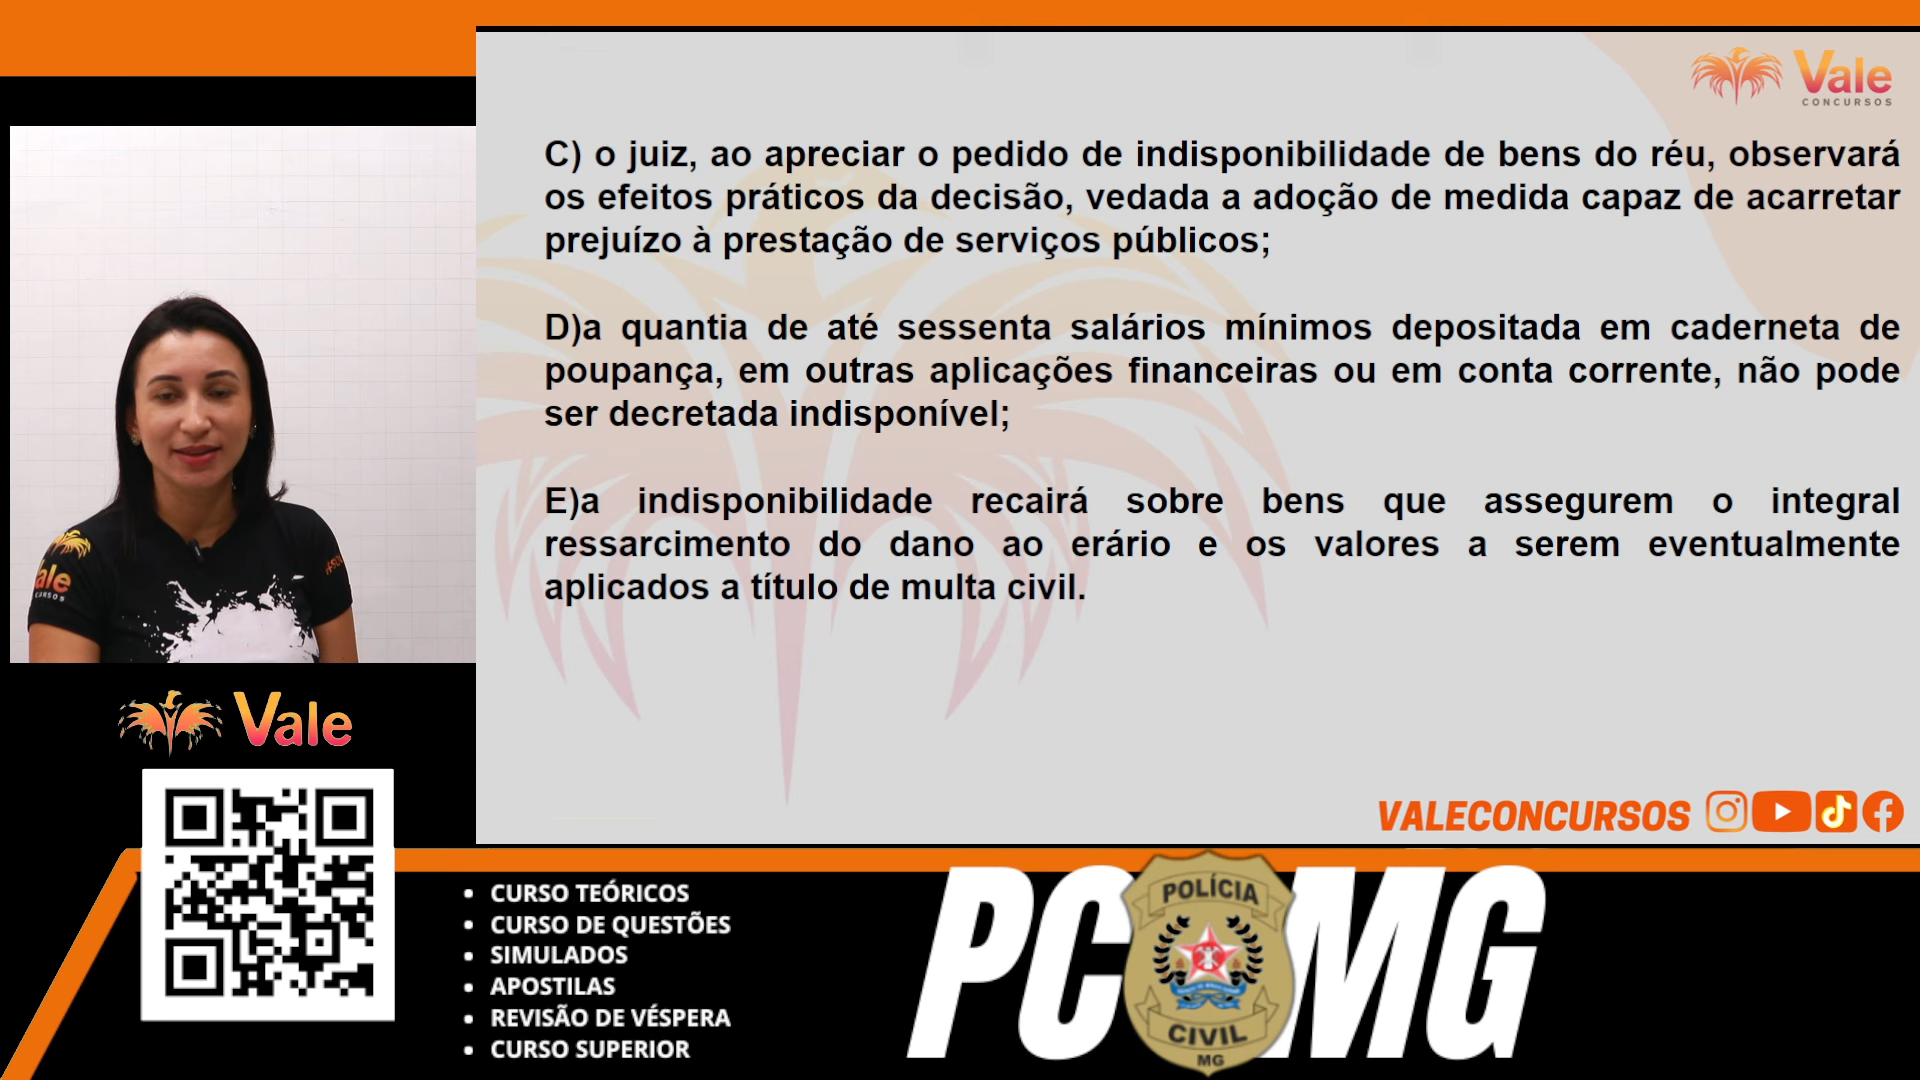 Vale
CONCURSOS
C) o juiz, ao apreciar o pedido de indisponibilidade de bens do réu, observará
os efeitos práticos da decisão, vedada a adoção de medida capaz de acarretar
prejuízo à prestação de serviços públicos;
D)a quantia de até sessenta salários mínimos depositada em caderneta de
poupança, em outras aplicações financeiras ou em conta corrente, não pode
ser decretada indisponível;
E)a indisponibilidade recairá sobre bens que assegurem o integral
ressarcimento do dano ao erário e os valores a serem eventualmente
aplicados a título de multa civil.
Vale
VALECONCURSOS
• CURSO TEÓRICOS
• CURSO DE QUESTÕES
• SIMULADOS
• APOSTILAS
• REVISÃO DE VÉSPERA
• CURSO SUPERIOR
PC MG
POLÍCIA
CIVIL
MG